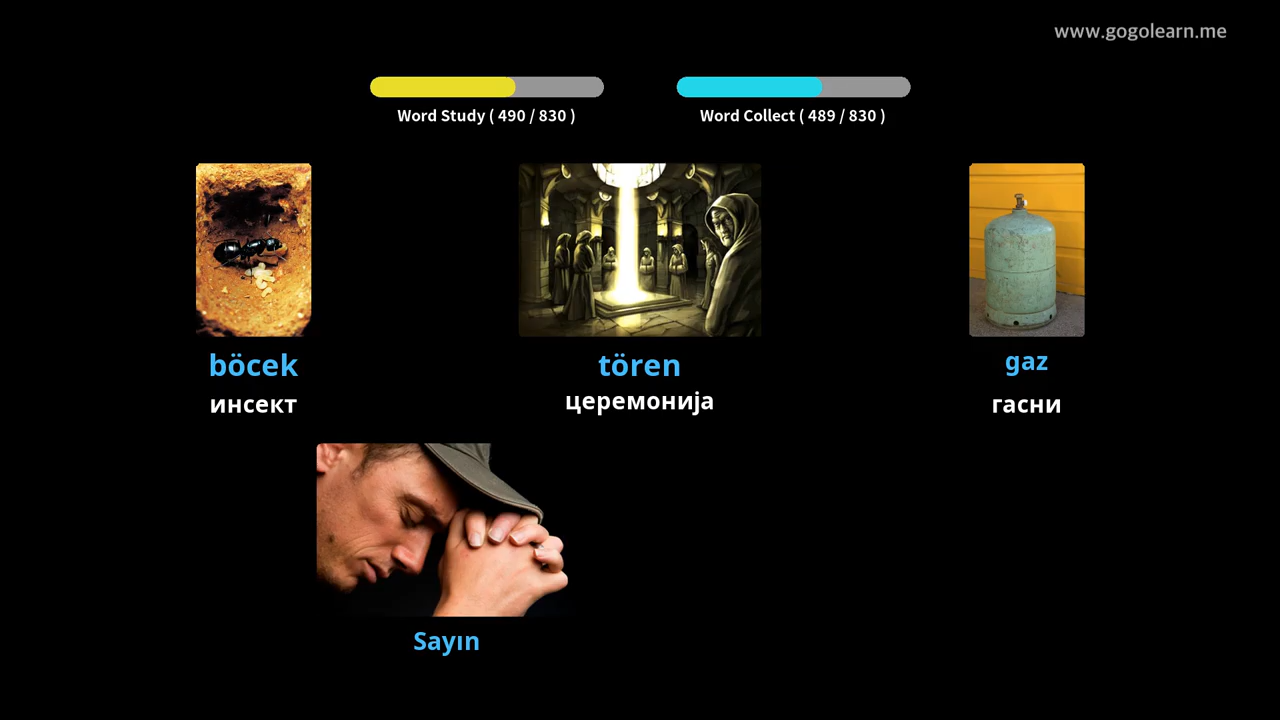 www.gogolearn.me
Word Study ( 490 / 830 )
Word Collect ( 489 / 830 )
böcek
инсект
tören
церемонија
gaz
гасни
Sayın